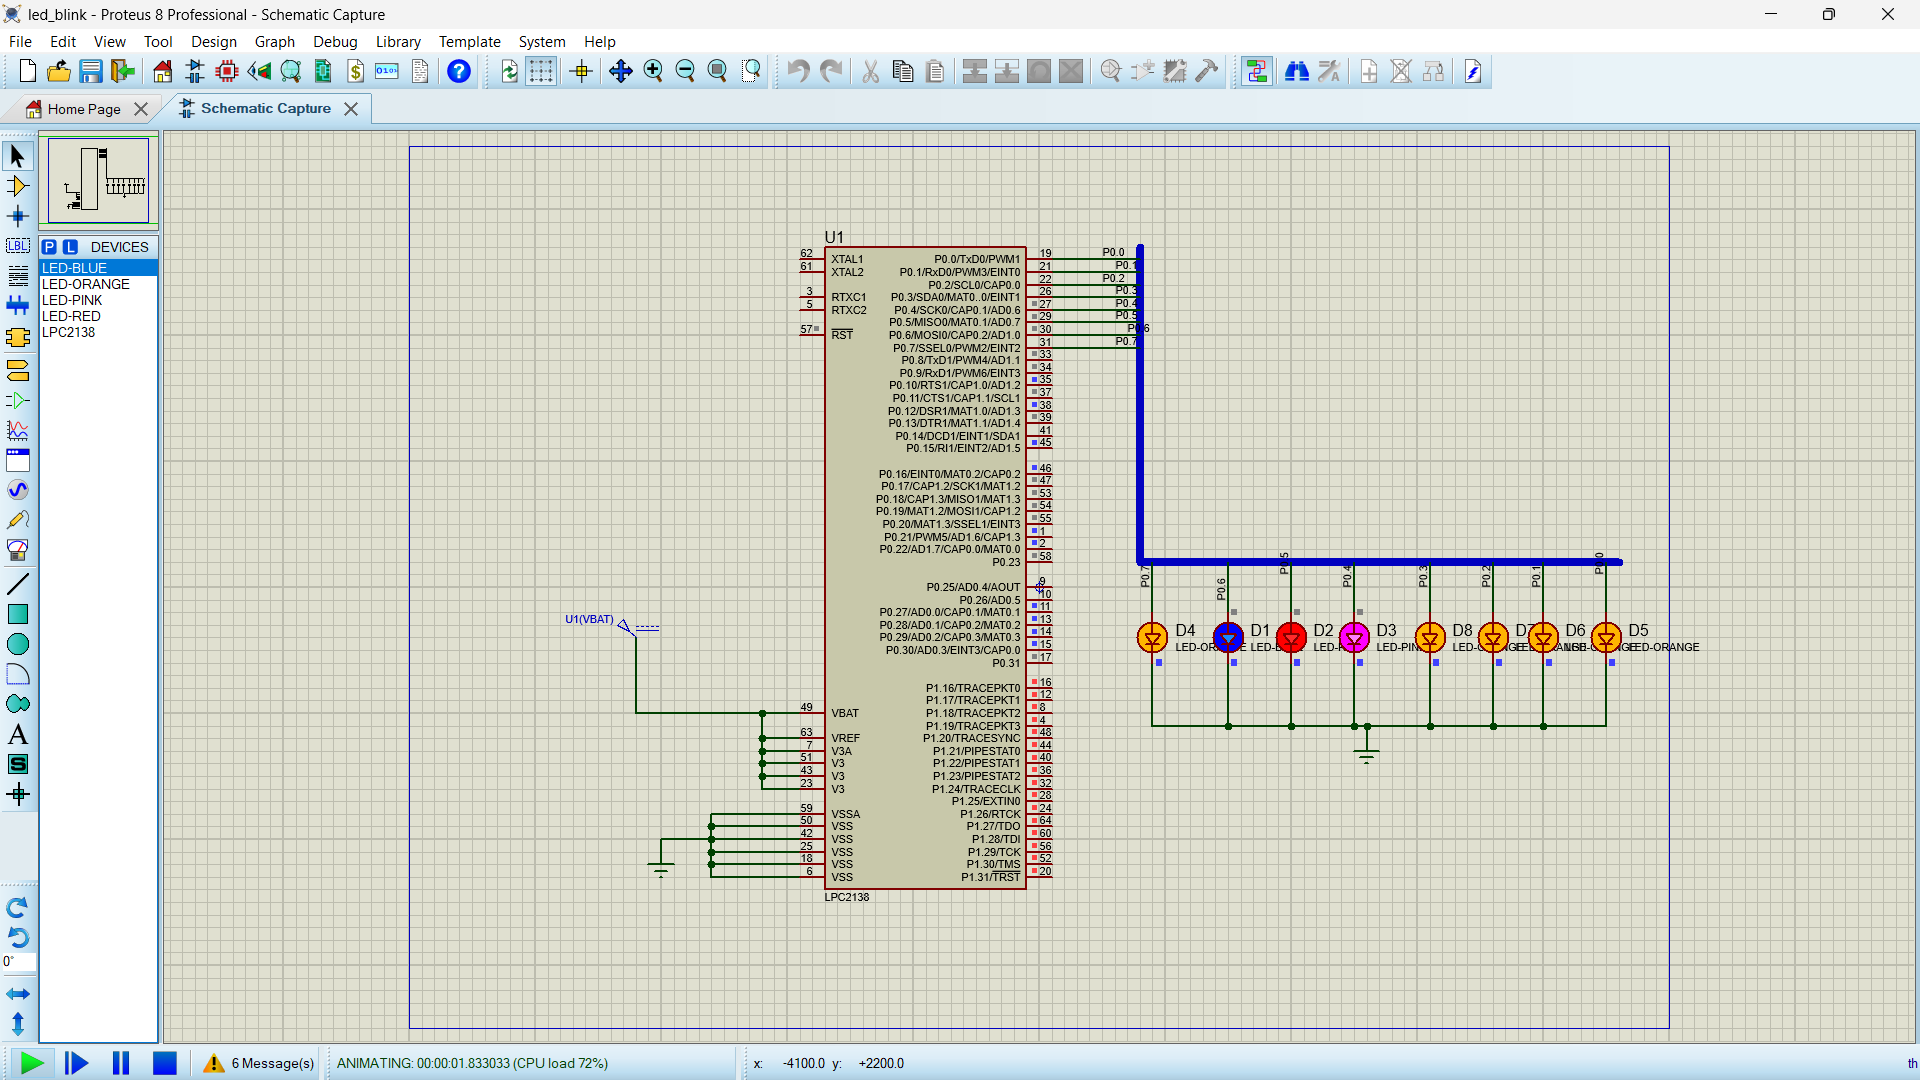 led_blink - Proteus 8 Professional - Schematic Capture
File Edit View Tool Design Graph Debug Library Template System Help
Home Page
Schematic Capture
P L DEVICES
LED-BLUE
LED-ORANGE
LED-PINK
LED-RED
LPC2138
U1
62 XTAL1
61 XTAL2
3 RTXC1
5 RTXC2
57 RST
49 VBAT
63 VREF
7 V3A
51 V3
43 V3
23 V3
59 VSSA
50 VSS
42 VSS
25 VSS
18 VSS
6 VSS
U1(VBAT)
P0.0/TxD0/PWM1 19 P0.0
P0.1/RxD0/PWM3/EINT0 21
P0.2/SCL0/CAP0.0 22 P0.2
P0.3/SDA0/MAT0..0/EINT1 26 P0.3
P0.4/SCK0/CAP0.1/AD0.6 27 P0.4
P0.5/MISO0/MAT0.1/AD0.7 29 P0.5
P0.6/MOSI0/CAP0.2/AD1.0 30 P0.6
P0.7/SSEL0/PWM2/EINT2 31 P0.7
P0.8/TxD1/PWM4/AD1.1 33
P0.9/RxD1/PWM6/EINT3 34
P0.10/RTS1/CAP1.0/AD1.2 35
P0.11/CTS1/CAP1.1/SCL1 37
P0.12/DSR1/MAT1.0/AD1.3 38
P0.13/DTR1/MAT1.1/AD1.4 39
P0.14/DCD1/EINT1/SDA1 41
P0.15/RI1/EINT2/AD1.5 45
P0.16/EINT0/MAT0.2/CAP0.2 46
P0.17/CAP1.2/SCK1/MAT1.2 47
P0.18/CAP1.3/MISO1/MAT1.3 53
P0.19/MAT1.2/MOSI1/CAP1.2 54
P0.20/MAT1.3/SSEL1/EINT3 55
P0.21/PWM5/AD1.6/CAP1.3 1
P0.22/AD1.7/CAP0.0/MAT0.0 2
P0.23 58
P0.25/AD0.4/AOUT 9
P0.26/AD0.5 10
P0.27/AD0.0/CAP0.1/MAT0.1 11
P0.28/AD0.1/CAP0.2/MAT0.2 13
P0.29/AD0.2/CAP0.3/MAT0.3 14
P0.30/AD0.3/EINT3/CAP0.0 15
P0.31 17
P1.16/TRACEPKT0 16
P1.17/TRACEPKT1 12
P1.18/TRACEPKT2 8
P1.19/TRACEPKT3 4
P1.20/TRACESYNC 48
P1.21/PIPESTAT0 44
P1.22/PIPESTAT1 40
P1.23/PIPESTAT2 36
P1.24/TRACECLK 32
P1.25/EXTIN0 28
P1.26/RTCK 24
P1.27/TDO 64
P1.28/TDI 60
P1.29/TCK 56
P1.30/TMS 52
P1.31/TRST 20
LPC2138
P0.7 P0.6 P0.4 P0.3 P0.2 P0.1
D4 D1 D2 D3 D8 D6 D5
LED-ORANGE
0°
6 Message(s)
ANIMATING: 00:00:01.833033 (CPU load 72%)
x: -4100.0 y: +2200.0
th